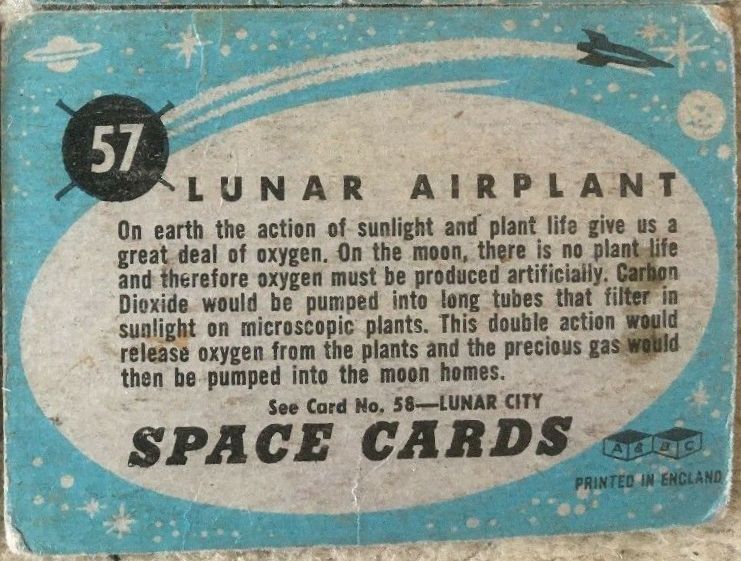 57
LUNAR AIRPLANT
On earth the action of sunlight and plant life give us a
great deal of oxygen. On the moon, there is no plant life
and therefore oxygen must be produced artificially. Carbon
Dioxide would be pumped into long tubes that filter in
sunlight on microscopic plants. This double action would
release oxygen from the plants and the precious gas would
then be pumped into the moon homes.
See Card No. 58—LUNAR CITY
SPACE CARDS
A & BC
PRINTED IN ENGLAND